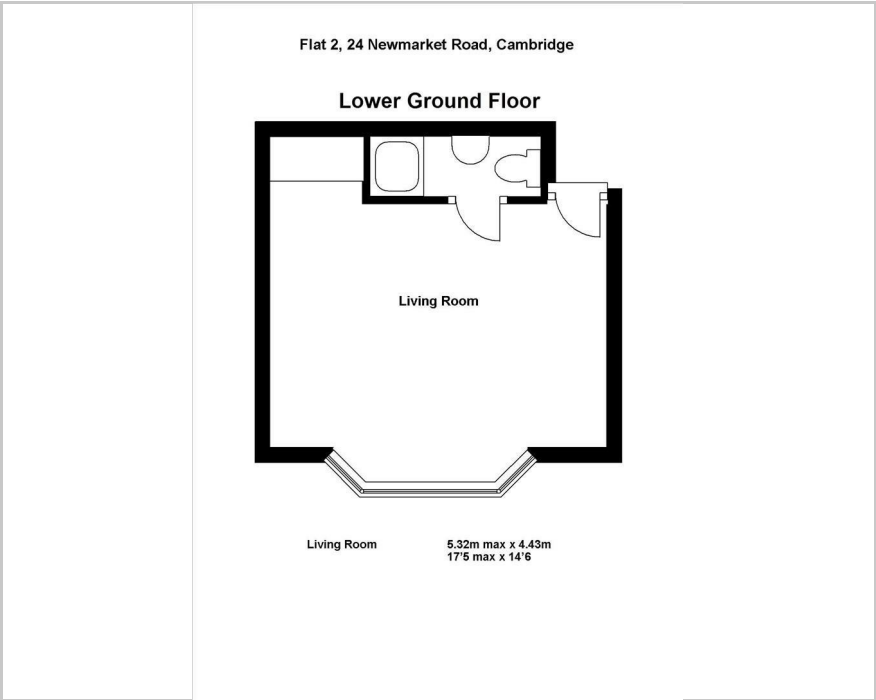 Flat 2, 24 Newmarket Road, Cambridge
Lower Ground Floor
Living Room
Living Room 5.32m max x 4.43m
17'5 max x 14'6